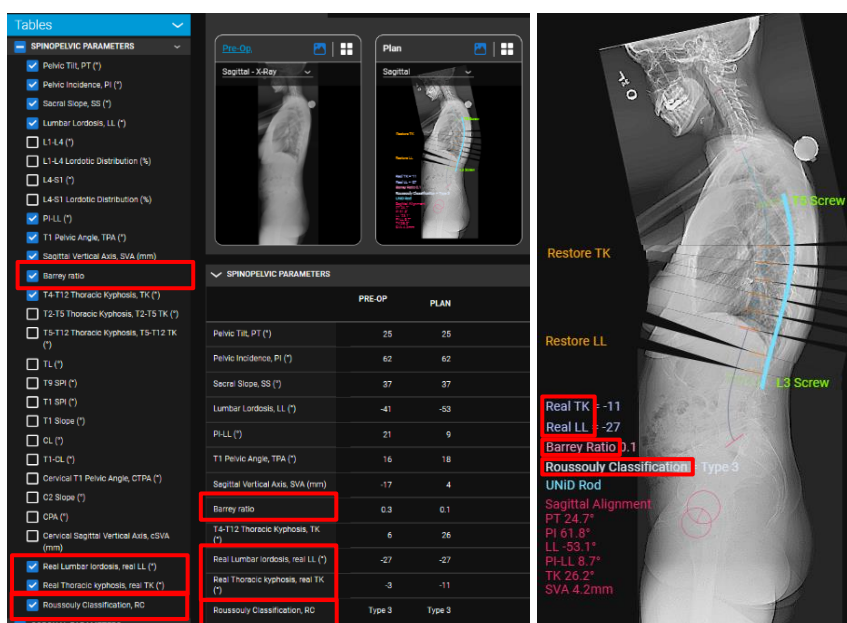 Tables
SPINOPELVIC PARAMETERS
Pelvic Tilt, PT (°)
Pelvic Incidence, PI (°)
Sacral Slope, SS (°)
Lumbar Lordosis, LL (°)
L1-L4 (°)
L1-L4 Lordotic Distribution (%)
L4-S1 (°)
L4-S1 Lordotic Distribution (%)
PI-LL (°)
T1 Pelvic Angle, TPA (°)
Sagittal Vertical Axis, SVA (mm)
Barrey ratio
T4-T12 Thoracic Kyphosis, TK (°)
T2-T5 Thoracic Kyphosis, T2-T5 TK (°)
T5-T12 Thoracic Kyphosis, T5-T12 TK
(°)
TL (°)
T9 SPI (°)
T1 SPI (°)
T1 Slope (°)
CL (°)
T1-CL (°)
Cervical T1 Pelvic Angle, CTPA (°)
C2 Slope (°)
CPA (°)
Cervical Sagittal Vertical Axis, cSVA
(mm)
Real Lumbar lordosis, real LL (°)
Real Thoracic kyphosis, real TK (°)
Roussouly Classification, RC
Pre-Op.
Sagittal - X-Ray
Plan
Sagittal
Restore TK
Restore LL
SPINOPELVIC PARAMETERS
PRE-OP PLAN
Pelvic Tilt, PT (°) 25 25
Pelvic Incidence, PI (°) 62 62
Sacral Slope, SS (°) 37 37
Lumbar Lordosis, LL (°) -41 -53
PI-LL (°) 21 9
T1 Pelvic Angle, TPA (°) 16 18
Sagittal Vertical Axis, SVA (mm) -17 4
Barrey ratio 0.3 0.1
T4-T12 Thoracic Kyphosis, TK
(°) 6 26
Real Lumbar lordosis, real LL (°) -27 -27
Real Thoracic kyphosis, real TK
(°) -3 -11
Roussouly Classification, RC Type 3 Type 3
T5 Screw
Restore TK
Restore LL
L3 Screw
Real TK = -11
Real LL = -27
Barrey Ratio 0.1
Roussouly Classification = Type 3
UNiD Rod
Sagittal Alignment
PT 24.7°
PI 61.8°
LL -53.1°
PI-LL 8.7°
TK 26.2°
SVA 4.2mm